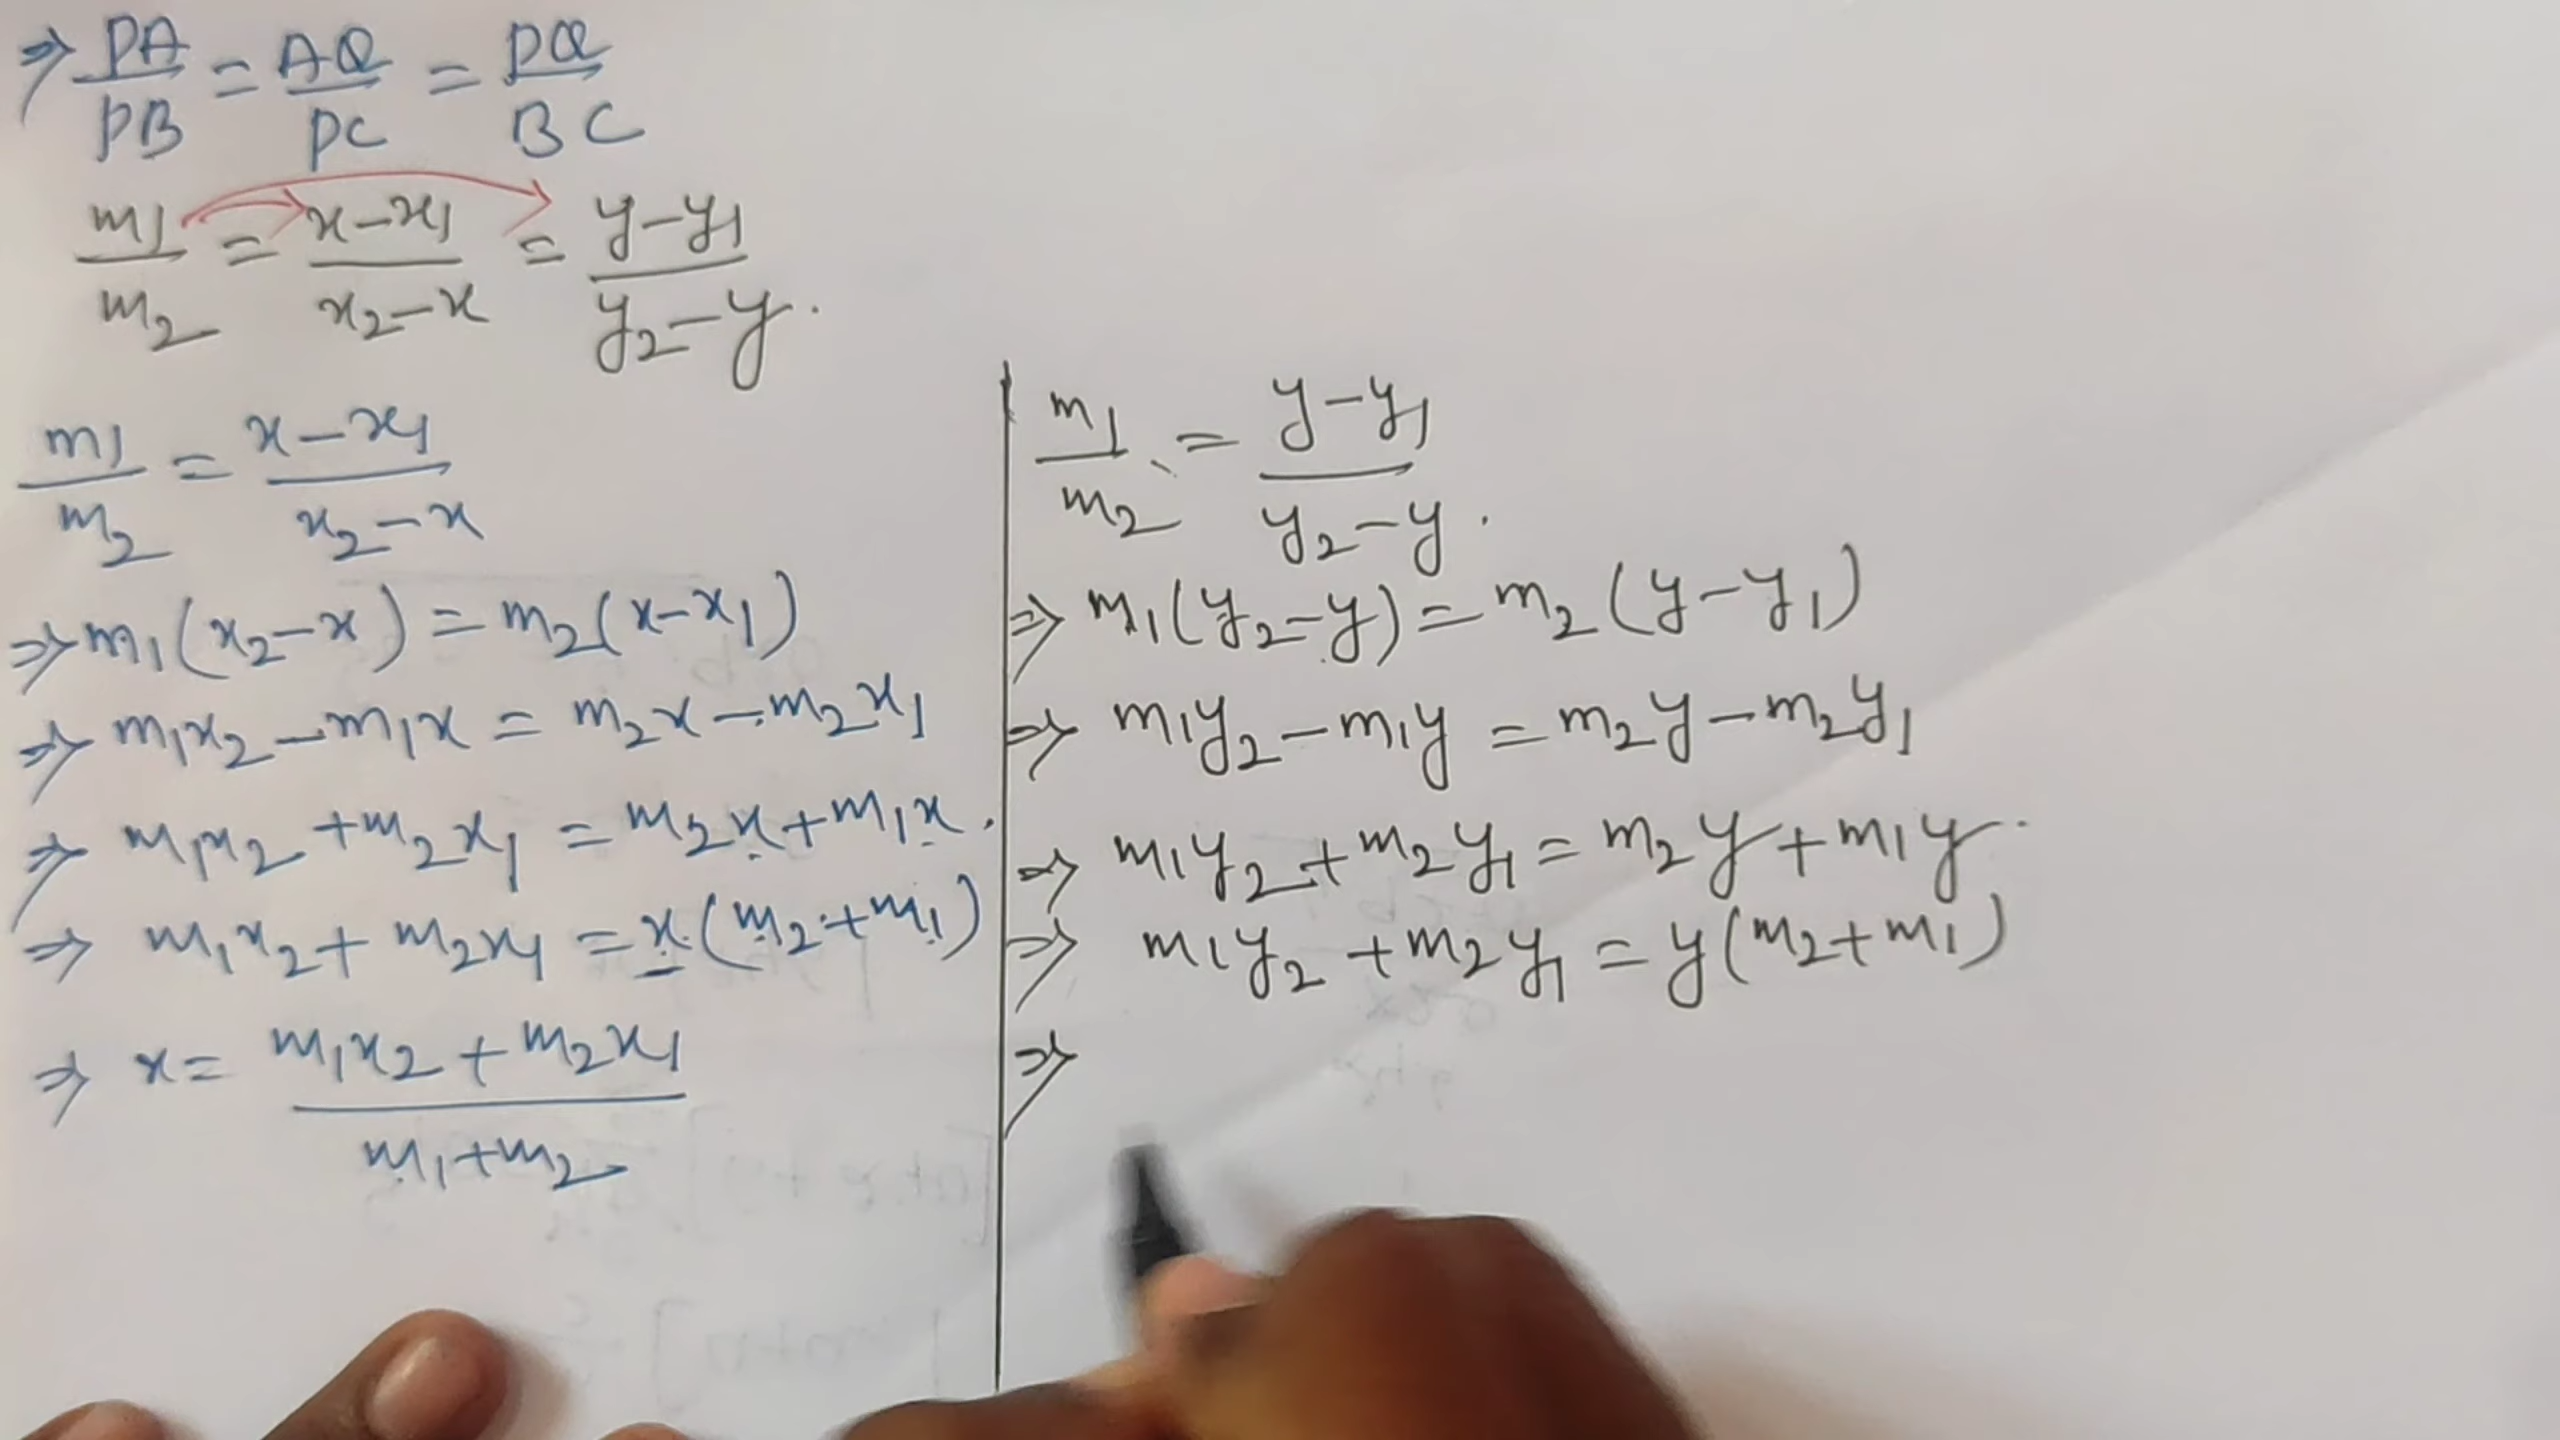 ⇒ PA/PB = AQ/PC = PQ/BC
m1/m2 = x-x1/x2-x = y-y1/y2-y.
m1/m2 = x-x1/x2-x
⇒ m1(x2-x) = m2(x-x1)
⇒ m1x2-m1x = m2x-m2x1
⇒ m1x2+m2x1 = m2x+m1x.
⇒ m1x2+m2x1 = x.(m2+m1)
⇒ x = m1x2+m2x1/m1+m2
m1/m2 = y-y1/y2-y.
⇒ m1(y2-y) = m2(y-y1)
⇒ m1y2-m1y = m2y-m2y1
⇒ m1y2+m2y1 = m2y+m1y.
⇒ m1y2+m2y1 = y(m2+m1)
⇒